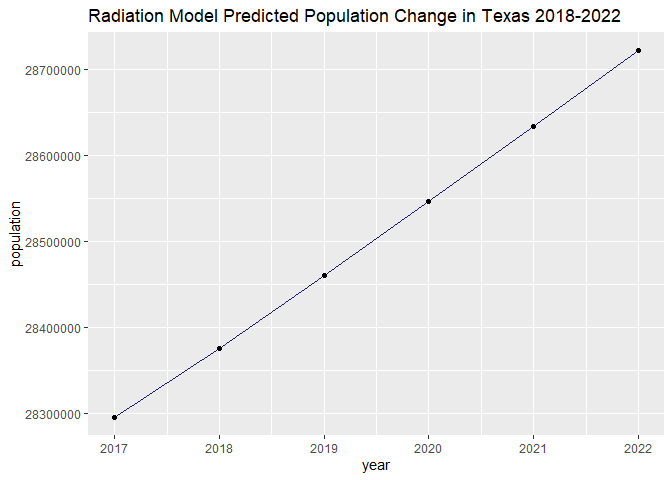 Radiation Model Predicted Population Change in Texas 2018-2022
28700000
28600000
28500000
28400000
28300000
population
2017 2018 2019 2020 2021 2022
year